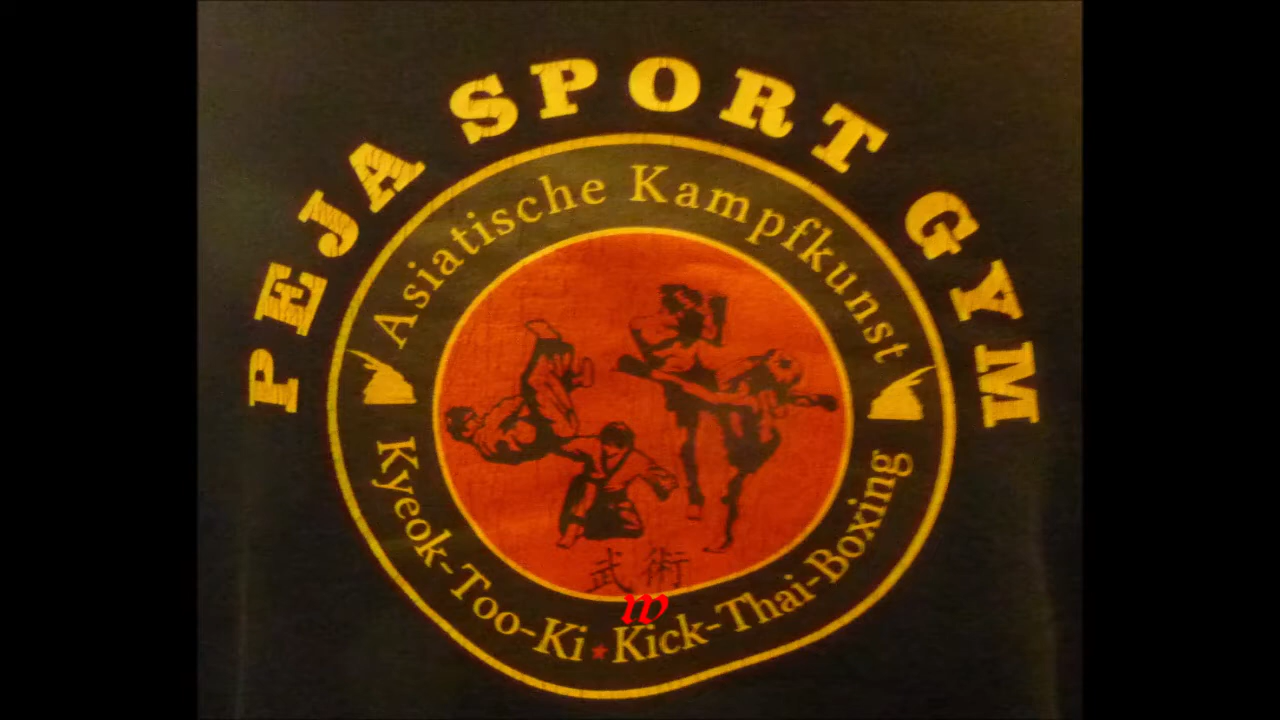 PEJA SPORT GYM
Asiatische Kampfkunst
武術
w
Kyeok-Too-Ki★Kick-Thai-Boxing